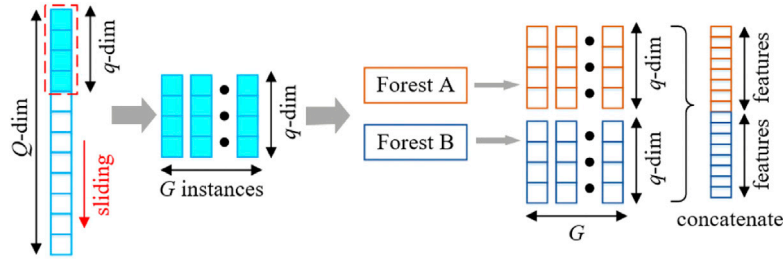 Q-dim
q-dim
sliding
q-dim
G instances
Forest A
Forest B
q-dim
q-dim
G
features
features
concatenate